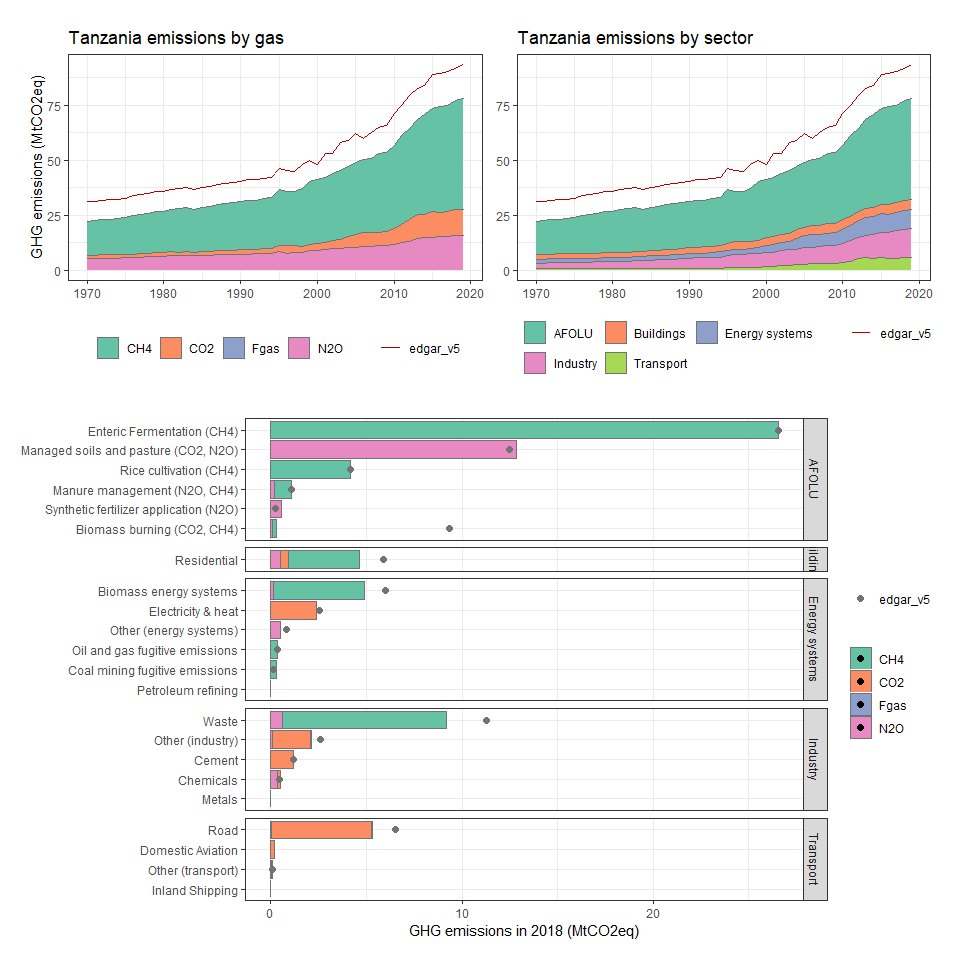 Tanzania emissions by gas
GHG emissions (MtCO2eq)
75
50
25
0
1970
1980
1990
2000
2010
2020
CH4
CO2
Fgas
N2O
edgar_v5
Tanzania emissions by sector
75
50
25
0
1970
1980
1990
2000
2010
2020
AFOLU
Buildings
Energy systems
edgar_v5
Industry
Transport
Enteric Fermentation (CH4)
Managed soils and pasture (CO2, N2O)
Rice cultivation (CH4)
Manure management (N2O, CH4)
Synthetic fertilizer application (N2O)
Biomass burning (CO2, CH4)
AFOLU
Residential
ildin
Biomass energy systems
Electricity & heat
Other (energy systems)
Oil and gas fugitive emissions
Coal mining fugitive emissions
Petroleum refining
Energy systems
Waste
Other (industry)
Cement
Chemicals
Metals
Industry
Road
Domestic Aviation
Other (transport)
Inland Shipping
Transport
0
10
20
GHG emissions in 2018 (MtCO2eq)
edgar_v5
CH4
CO2
Fgas
N2O